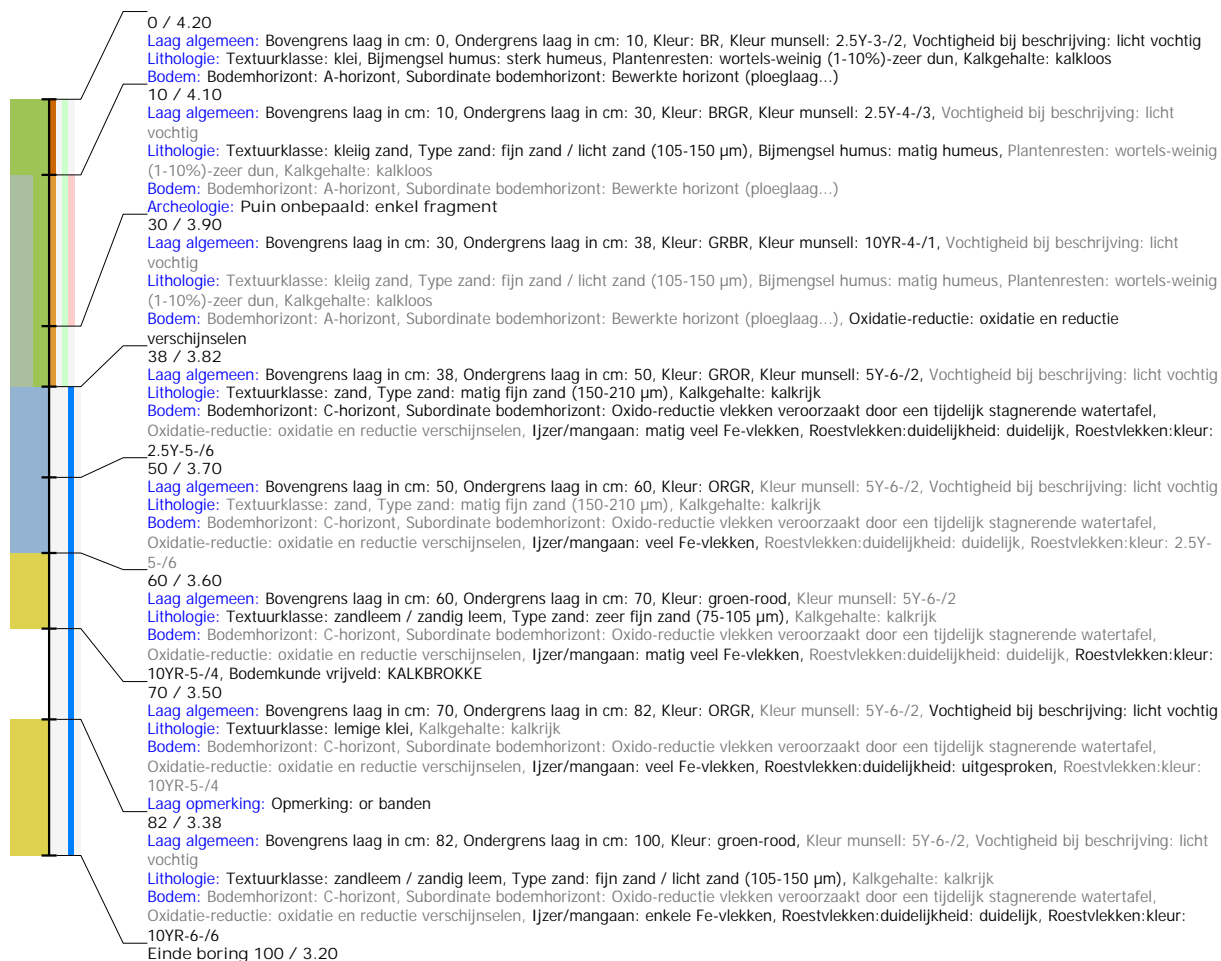 0 / 4.20
Laag algemeen: Bovengrens laag in cm: 0, Ondergrens laag in cm: 10, Kleur: BR, Kleur munsell: 2.5Y-3-/2, Vochtigheid bij beschrijving: licht vochtig
Lithologie: Textuurklasse: klei, Bijmengsel humus: sterk humeus, Plantenresten: wortels-weinig (1-10%)-zeer dun, Kalkgehalte: kalkloos
Bodem: Bodemhorizont: A-horizont, Subordinate bodemhorizont: Bewerkte horizont (ploeglaag...)
10 / 4.10
Laag algemeen: Bovengrens laag in cm: 10, Ondergrens laag in cm: 30, Kleur: BRGR, Kleur munsell: 2.5Y-4-/3, Vochtigheid bij beschrijving: licht
vochtig
Lithologie: Textuurklasse: kleiig zand, Type zand: fijn zand / licht zand (105-150 µm), Bijmengsel humus: matig humeus, Plantenresten: wortels-weinig
(1-10%)-zeer dun, Kalkgehalte: kalkloos
Bodem: Bodemhorizont: A-horizont, Subordinate bodemhorizont: Bewerkte horizont (ploeglaag...)
Archeologie: Puin onbepaald: enkel fragment
30 / 3.90
Laag algemeen: Bovengrens laag in cm: 30, Ondergrens laag in cm: 38, Kleur: GRBR, Kleur munsell: 10YR-4-/1, Vochtigheid bij beschrijving: licht
vochtig
Lithologie: Textuurklasse: kleiig zand, Type zand: fijn zand / licht zand (105-150 µm), Bijmengsel humus: matig humeus, Plantenresten: wortels-weinig
(1-10%)-zeer dun, Kalkgehalte: kalkloos
Bodem: Bodemhorizont: A-horizont, Subordinate bodemhorizont: Bewerkte horizont (ploeglaag...), Oxidatie-reductie: oxidatie en reductie
verschijnselen
38 / 3.82
Laag algemeen: Bovengrens laag in cm: 38, Ondergrens laag in cm: 50, Kleur: GROR, Kleur munsell: 5Y-6-/2, Vochtigheid bij beschrijving: licht vochtig
Lithologie: Textuurklasse: zand, Type zand: matig fijn zand (150-210 µm), Kalkgehalte: kalkrijk
Bodem: Bodemhorizont: C-horizont, Subordinate bodemhorizont: Oxido-reductie vlekken veroorzaakt door een tijdelijk stagnerende watertafel,
Oxidatie-reductie: oxidatie en reductie verschijnselen, Ijzer/mangaan: matig veel Fe-vlekken, Roestvlekken:duidelijkheid: duidelijk, Roestvlekken:kleur:
2.5Y-5-/6
50 / 3.70
Laag algemeen: Bovengrens laag in cm: 50, Ondergrens laag in cm: 60, Kleur: ORGR, Kleur munsell: 5Y-6-/2, Vochtigheid bij beschrijving: licht vochtig
Lithologie: Textuurklasse: zand, Type zand: matig fijn zand (150-210 µm), Kalkgehalte: kalkrijk
Bodem: Bodemhorizont: C-horizont, Subordinate bodemhorizont: Oxido-reductie vlekken veroorzaakt door een tijdelijk stagnerende watertafel,
Oxidatie-reductie: oxidatie en reductie verschijnselen, Ijzer/mangaan: veel Fe-vlekken, Roestvlekken:duidelijkheid: duidelijk, Roestvlekken:kleur: 2.5Y-
5-/6
60 / 3.60
Laag algemeen: Bovengrens laag in cm: 60, Ondergrens laag in cm: 70, Kleur: groen-rood, Kleur munsell: 5Y-6-/2
Lithologie: Textuurklasse: zandleem / zandig leem, Type zand: zeer fijn zand (75-105 µm), Kalkgehalte: kalkrijk
Bodem: Bodemhorizont: C-horizont, Subordinate bodemhorizont: Oxido-reductie vlekken veroorzaakt door een tijdelijk stagnerende watertafel,
Oxidatie-reductie: oxidatie en reductie verschijnselen, Ijzer/mangaan: matig veel Fe-vlekken, Roestvlekken:duidelijkheid: duidelijk, Roestvlekken:kleur:
10YR-5-/4, Bodemkunde vrijveld: KALKBROKKE
70 / 3.50
Laag algemeen: Bovengrens laag in cm: 70, Ondergrens laag in cm: 82, Kleur: ORGR, Kleur munsell: 5Y-6-/2, Vochtigheid bij beschrijving: licht vochtig
Lithologie: Textuurklasse: lemige klei, Kalkgehalte: kalkrijk
Bodem: Bodemhorizont: C-horizont, Subordinate bodemhorizont: Oxido-reductie vlekken veroorzaakt door een tijdelijk stagnerende watertafel,
Oxidatie-reductie: oxidatie en reductie verschijnselen, Ijzer/mangaan: veel Fe-vlekken, Roestvlekken:duidelijkheid: uitgesproken, Roestvlekken:kleur:
10YR-5-/4
Laag opmerking: Opmerking: or banden
82 / 3.38
Laag algemeen: Bovengrens laag in cm: 82, Ondergrens laag in cm: 100, Kleur: groen-rood, Kleur munsell: 5Y-6-/2, Vochtigheid bij beschrijving: licht
vochtig
Lithologie: Textuurklasse: zandleem / zandig leem, Type zand: fijn zand / licht zand (105-150 µm), Kalkgehalte: kalkrijk
Bodem: Bodemhorizont: C-horizont, Subordinate bodemhorizont: Oxido-reductie vlekken veroorzaakt door een tijdelijk stagnerende watertafel,
Oxidatie-reductie: oxidatie en reductie verschijnselen, Ijzer/mangaan: enkele Fe-vlekken, Roestvlekken:duidelijkheid: duidelijk, Roestvlekken:kleur:
10YR-6-/6
Einde boring 100 / 3.20